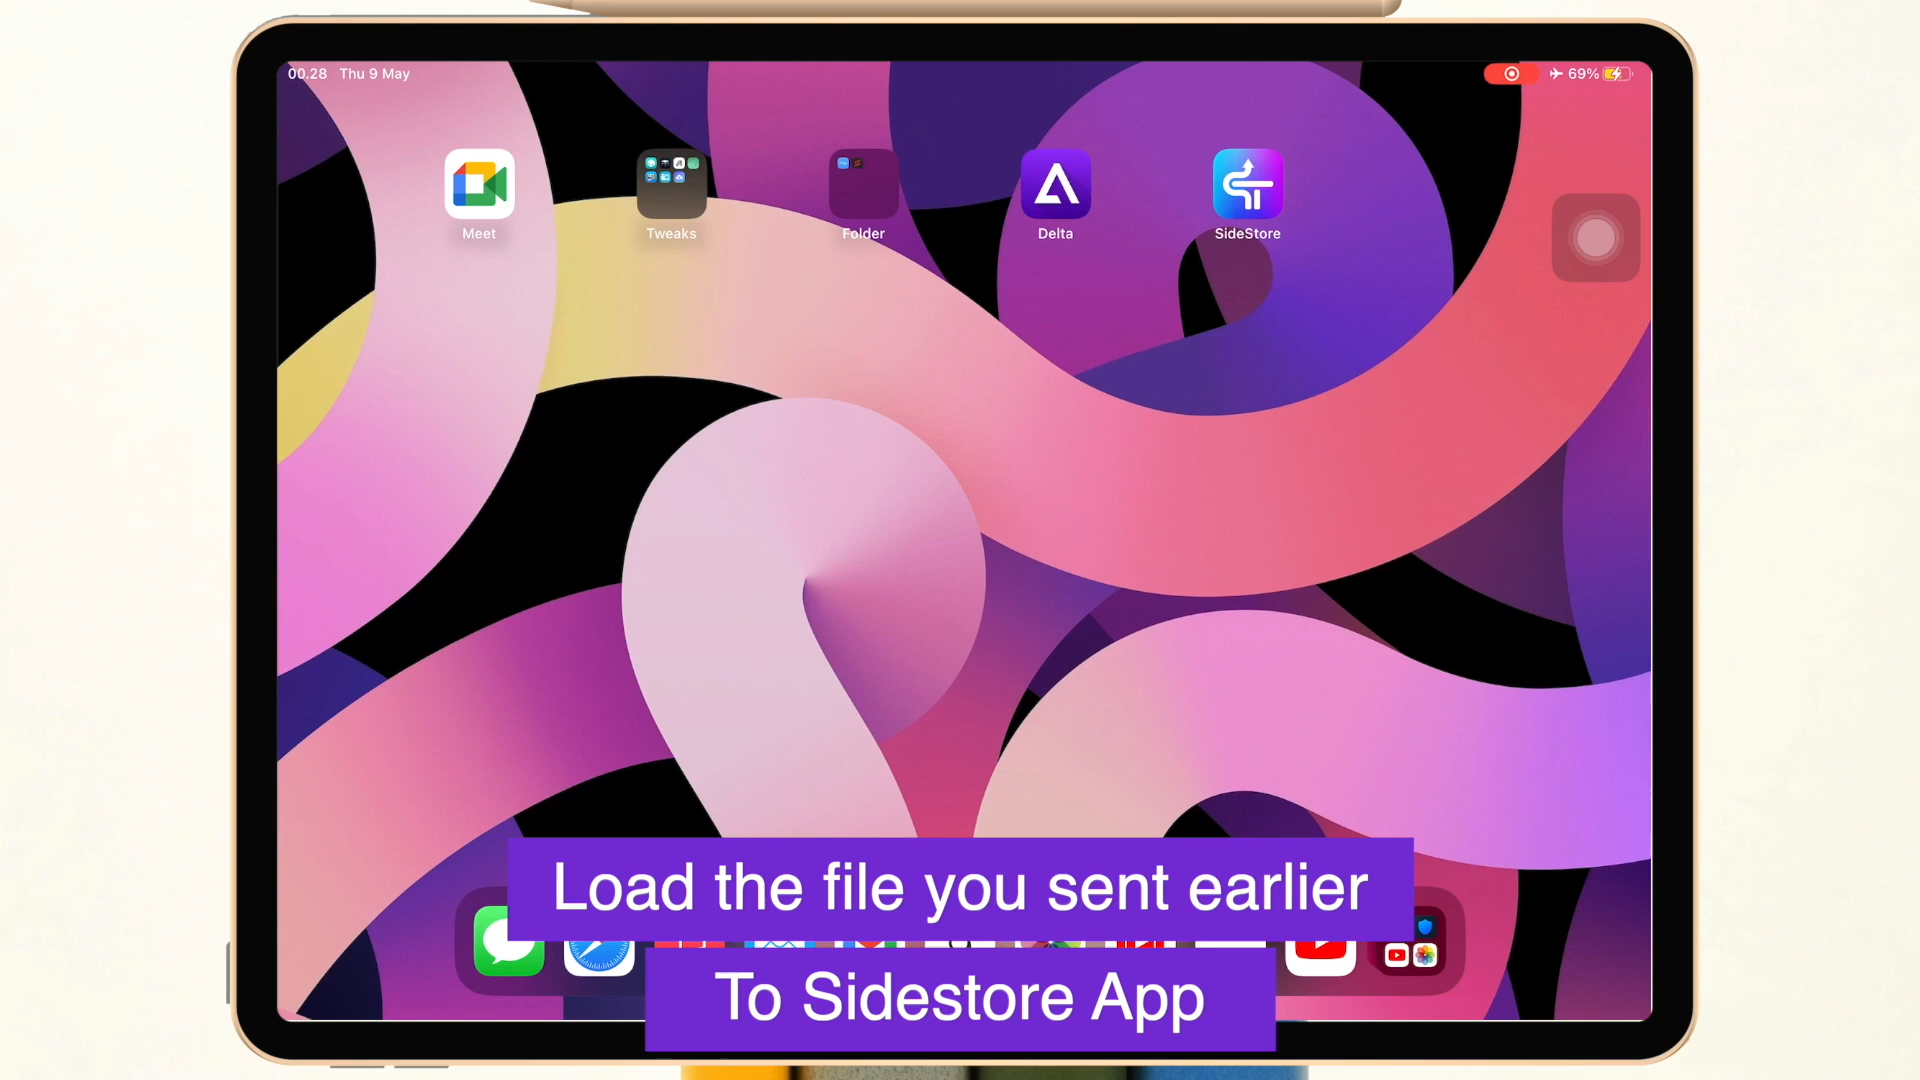 00.28 Thu 9 May
69%
Meet
Tweaks
Folder
Delta
SideStore
Load the file you sent earlier
To Sidestore App